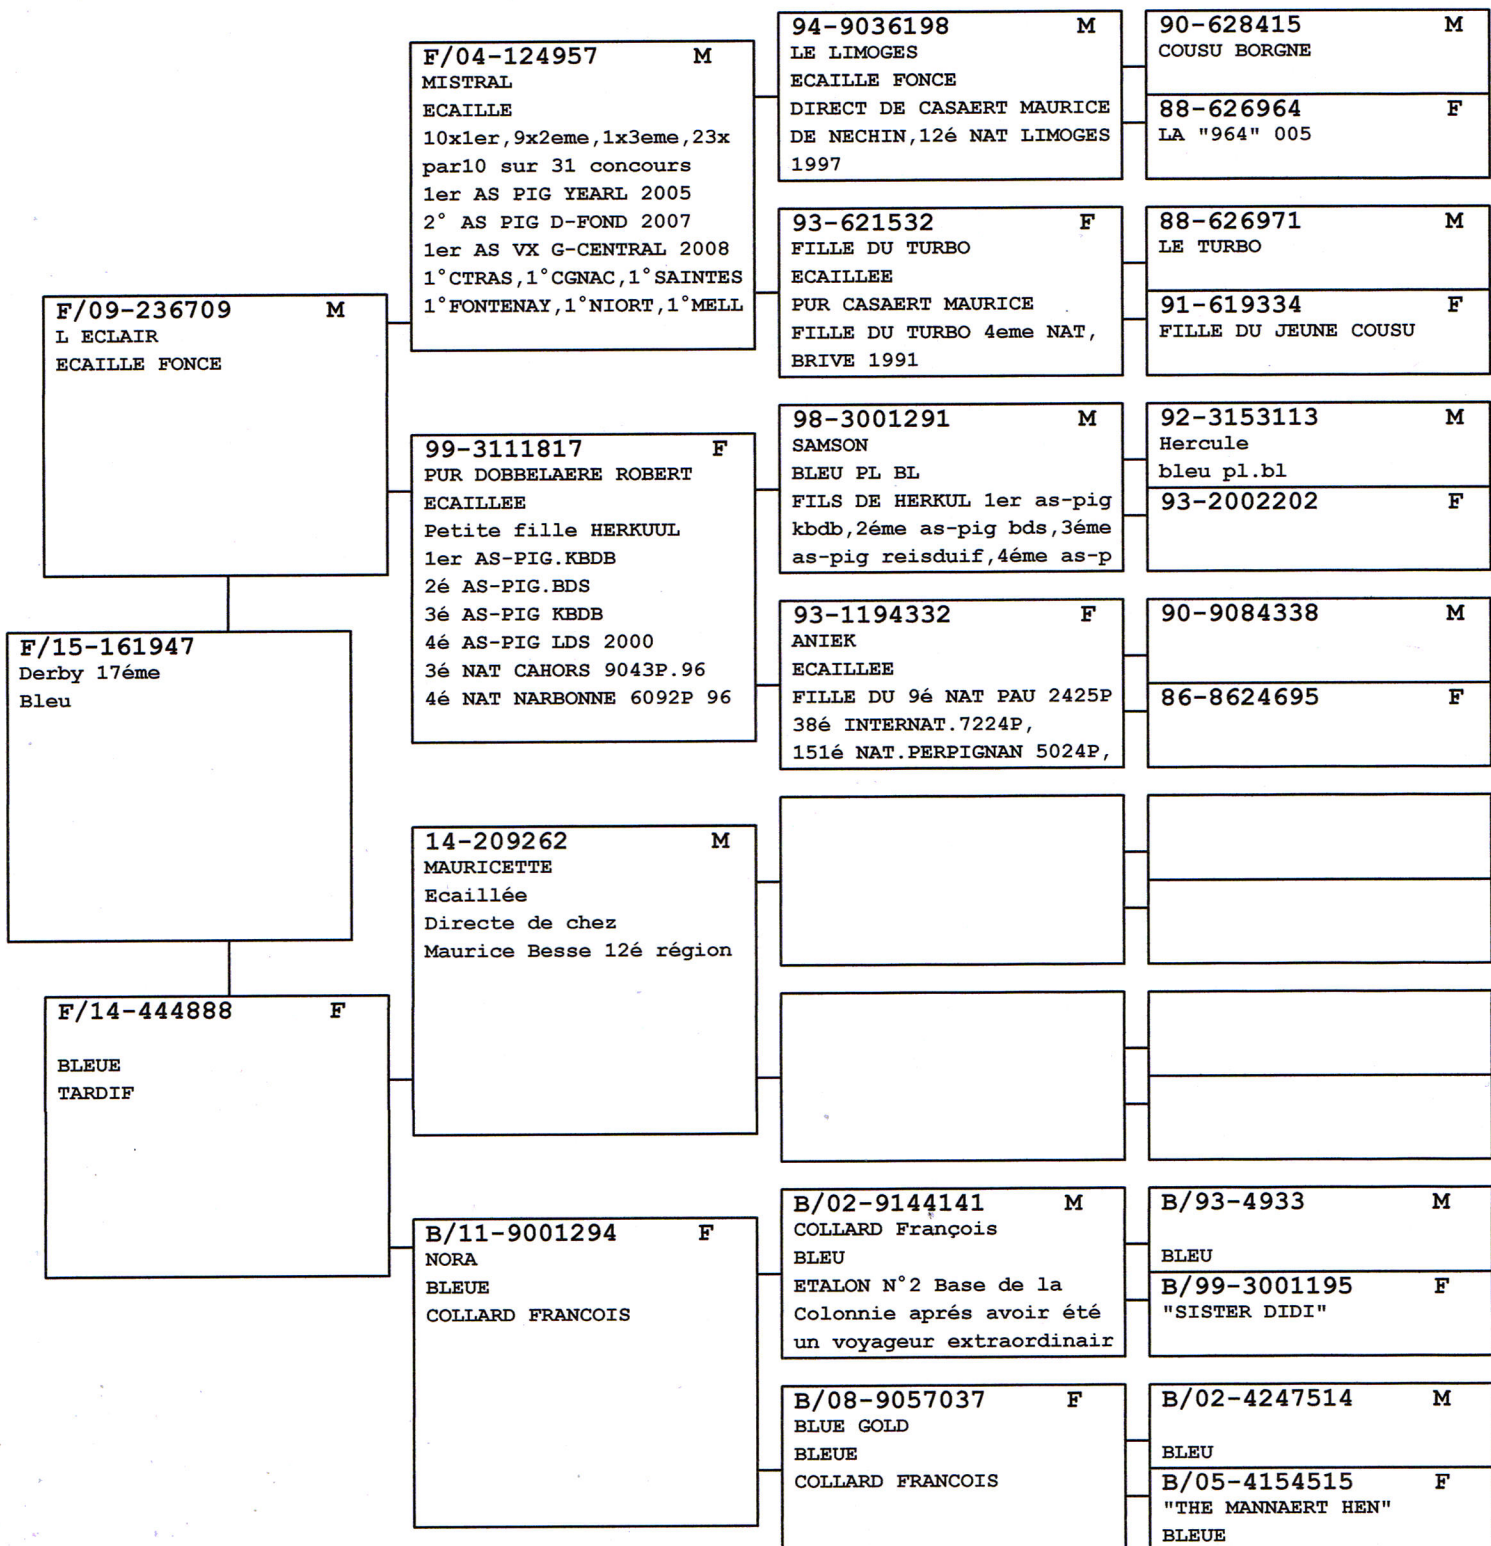 F/15-161947
Derby 17éme
Bleu
F/09-236709 M
L ECLAIR
ECAILLE FONCE
F/14-444888 F
BLEUE
TARDIF
F/04-124957 M
MISTRAL
ECAILLE
10x1er,9x2eme,1x3eme,23x
par10 sur 31 concours
1er AS PIG YEARL 2005
2° AS PIG D-FOND 2007
1er AS VX G-CENTRAL 2008
1°CTRAS,1°CGNAC,1°SAINTES
1°FONTENAY,1°NIORT,1°MELL
99-3111817 F
PUR DOBBELAERE ROBERT
ECAILLEE
Petite fille HERKUUL
1er AS-PIG.KBDB
2é AS-PIG.BDS
3é AS-PIG KBDB
4é AS-PIG LDS 2000
3é NAT CAHORS 9043P.96
4é NAT NARBONNE 6092P 96
14-209262 M
MAURICETTE
Ecaillée
Directe de chez
Maurice Besse 12é région
B/11-9001294 F
NORA
BLEUE
COLLARD FRANCOIS
94-9036198 M
LE LIMOGES
ECAILLE FONCE
DIRECT DE CASAERT MAURICE
DE NECHIN,12é NAT LIMOGES
1997
93-621532 F
FILLE DU TURBO
ECAILLEE
PUR CASAERT MAURICE
FILLE DU TURBO 4eme NAT,
BRIVE 1991
98-3001291 M
SAMSON
BLEU PL BL
FILS DE HERKUL 1er as-pig
kbdb,2éme as-pig bds,3éme
as-pig reisduif,4éme as-p
93-1194332 F
ANIEK
ECAILLEE
FILLE DU 9é NAT PAU 2425P
38é INTERNAT.7224P,
151é NAT.PERPIGNAN 5024P,
B/02-9144141 M
COLLARD François
BLEU
ETALON N°2 Base de la
Colonnie aprés avoir été
un voyageur extraordinair
B/08-9057037 F
BLUE GOLD
BLEUE
COLLARD FRANCOIS
90-628415 M
COUSU BORGNE
88-626964 F
LA "964" 005
88-626971 M
LE TURBO
91-619334 F
FILLE DU JEUNE COUSU
92-3153113 M
Hercule
bleu pl.bl
93-2002202 F
90-9084338 M
86-8624695 F
B/93-4933 M
BLEU
B/99-3001195 F
"SISTER DIDI"
B/02-4247514 M
BLEU
B/05-4154515 F
"THE MANNAERT HEN"
BLEUE